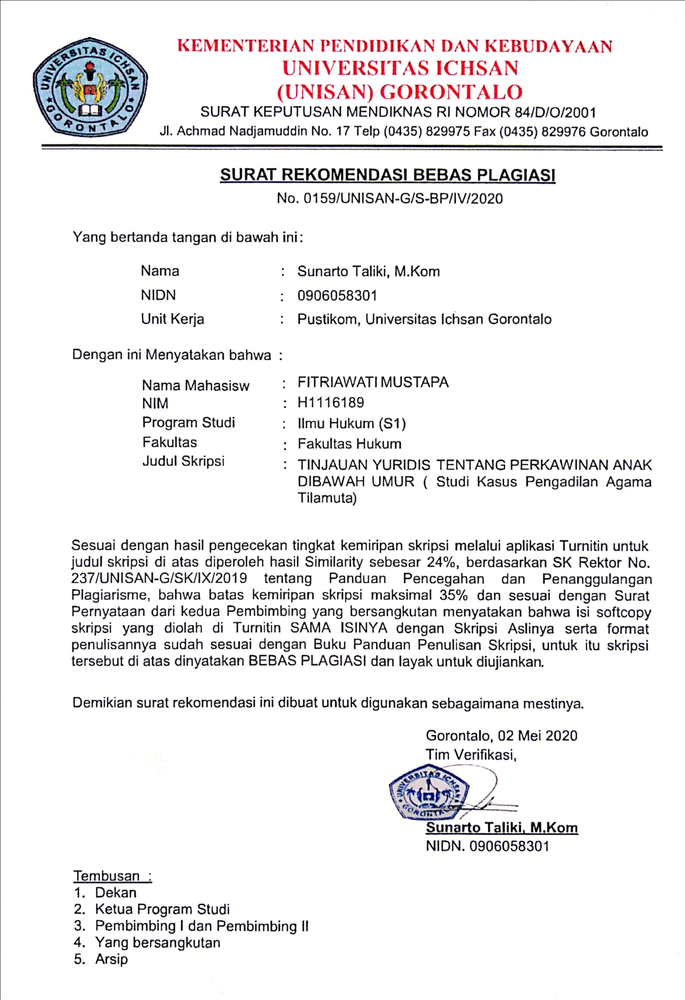 UNIVERSITAS ICHSAN
GORONTALO
KEMENTERIAN PENDIDIKAN DAN KEBUDAYAAN
UNIVERSITAS ICHSAN
(UNISAN) GORONTALO
SURAT KEPUTUSAN MENDIKNAS RI NOMOR 84/D/O/2001
Jl. Achmad Nadjamuddin No. 17 Telp (0435) 829975 Fax (0435) 829976 Gorontalo
SURAT REKOMENDASI BEBAS PLAGIASI
No. 0159/UNISAN-G/S-BP/IV/2020
Yang bertanda tangan di bawah ini:
Nama : Sunarto Taliki, M.Kom
NIDN : 0906058301
Unit Kerja : Pustikom, Universitas Ichsan Gorontalo
Dengan ini Menyatakan bahwa :
Nama Mahasisw : FITRIAWATI MUSTAPA
NIM : H1116189
Program Studi : Ilmu Hukum (S1)
Fakultas : Fakultas Hukum
Judul Skripsi : TINJAUAN YURIDIS TENTANG PERKAWINAN ANAK
DIBAWAH UMUR ( Studi Kasus Pengadilan Agama
Tilamuta)
Sesuai dengan hasil pengecekan tingkat kemiripan skripsi melalui aplikasi Turnitin untuk
judul skripsi di atas diperoleh hasil Similarity sebesar 24%, berdasarkan SK Rektor No.
237/UNISAN-G/SK/IX/2019 tentang Panduan Pencegahan dan Penanggulangan
Plagiarisme, bahwa batas kemiripan skripsi maksimal 35% dan sesuai dengan Surat
Pernyataan dari kedua Pembimbing yang bersangkutan menyatakan bahwa isi softcopy
skripsi yang diolah di Turnitin SAMA ISINYA dengan Skripsi Aslinya serta format
penulisannya sudah sesuai dengan Buku Panduan Penulisan Skripsi, untuk itu skripsi
tersebut di atas dinyatakan BEBAS PLAGIASI dan layak untuk diujiankan.
Demikian surat rekomendasi ini dibuat untuk digunakan sebagaimana mestinya.
Gorontalo, 02 Mei 2020
Tim Verifikasi,
UNIVERSITAS ICHSAN
GORONTALO
Sunarto Taliki, M.Kom
NIDN. 0906058301
Tembusan :
1. Dekan
2. Ketua Program Studi
3. Pembimbing I dan Pembimbing II
4. Yang bersangkutan
5. Arsip